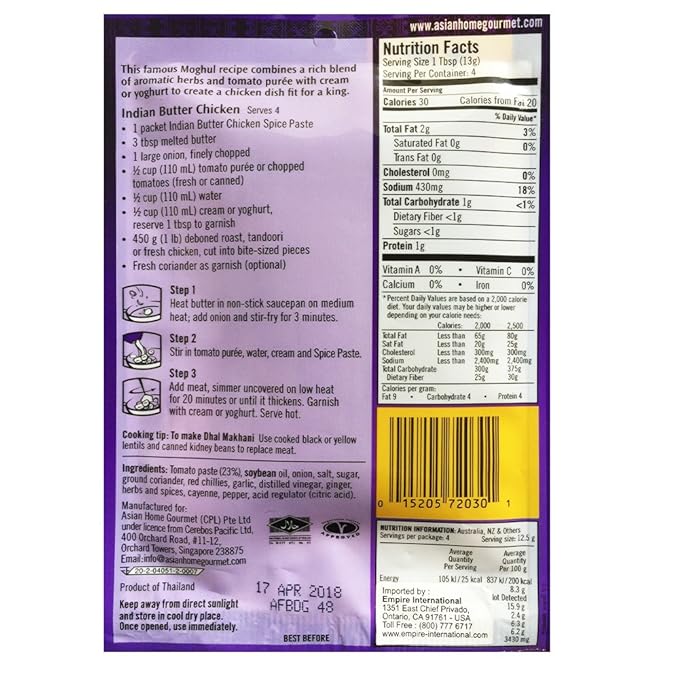 www.asianhomegourmet.com
This famous Moghul recipe combines a rich blend
of aromatic herbs and tomato purée with cream
or yoghurt to create a chicken dish fit for a king.
Indian Butter Chicken Serves 4
• 1 packet Indian Butter Chicken Spice Paste
• 3 tbsp melted butter
• 1 large onion, finely chopped
• ½ cup (110 mL) tomato purée or chopped
tomatoes (fresh or canned)
• ½ cup (110 mL) water
• ½ cup (110 mL) cream or yoghurt,
reserve 1 tbsp to garnish
• 450 g (1 lb) deboned roast, tandoori
or fresh chicken, cut into bite-sized pieces
• Fresh coriander as garnish (optional)
Step 1
Heat butter in non-stick saucepan on medium
heat; add onion and stir-fry for 3 minutes.
Step 2
Stir in tomato purée, water, cream and Spice Paste.
Step 3
Add meat, simmer uncovered on low heat
for 20 minutes or until it thickens. Garnish
with cream or yoghurt. Serve hot.
Cooking tip: To make Dhal Makhani Use cooked black or yellow
lentils and canned kidney beans to replace meat.
Ingredients: Tomato paste (23%), soybean oil, onion, salt, sugar,
ground coriander, red chillies, garlic, distilled vinegar, ginger,
herbs and spices, cayenne, pepper, acid regulator (citric acid).
Manufactured for:
Asian Home Gourmet (CPL) Pte Ltd
under licence from Cerebos Pacific Ltd,
400 Orchard Road, #11-12,
Orchard Towers, Singapore 238875
Email:info@asianhomegourmet.com
حلال
V
APPROVED
Product of Thailand
17 APR 2018
AFBDG 48
Keep away from direct sunlight
and store in cool dry place.
Once opened, use immediately.
BEST BEFORE
Nutrition Facts
Serving Size 1 Tbsp (13g)
Serving Per Container: 4
Amount Per Serving
Calories 30 Calories from Fat 20
% Daily Value*
Total Fat 2g 3%
Saturated Fat 0g 0%
Trans Fat 0g
Cholesterol 0mg 0%
Sodium 430mg 18%
Total Carbohydrate 1g <1%
Dietary Fiber <1g
Sugars <1g
Protein 1g
Vitamin A 0% • Vitamin C 0%
Calcium 0% • Iron 0%
*Percent Daily Values are based on a 2,000 calorie
diet. Your daily values may be higher or lower
depending on your calorie needs:
Calories: 2,000 2,500
Total Fat Less than 65g 80g
Sat Fat Less than 20g 25g
Cholesterol Less than 300mg 300mg
Sodium Less than 2,400mg 2,400mg
Total Carbohydrate 300g 375g
Dietary Fiber 25g 30g
Calories per gram:
Fat 9 • Carbohydrate 4 • Protein 4
0 15205 72030 1
NUTRITION INFORMATION: Australia, NZ & Others
Servings per package: 4 Serving size: 12.5 g
Average Average
Quantity Quantity
Per Serving Per 100 g
Energy 105 kJ/25 kcal 837 kJ/200 kcal
8.3 g
lot Detected
15.9 g
2.4 g
6.3 g
6.2 g
3430 mg
Imported by :
Empire International
1351 East Chief Privado,
Ontario, CA 91761 - USA
Toll Free : (800) 777 6717
www.empire-international.com